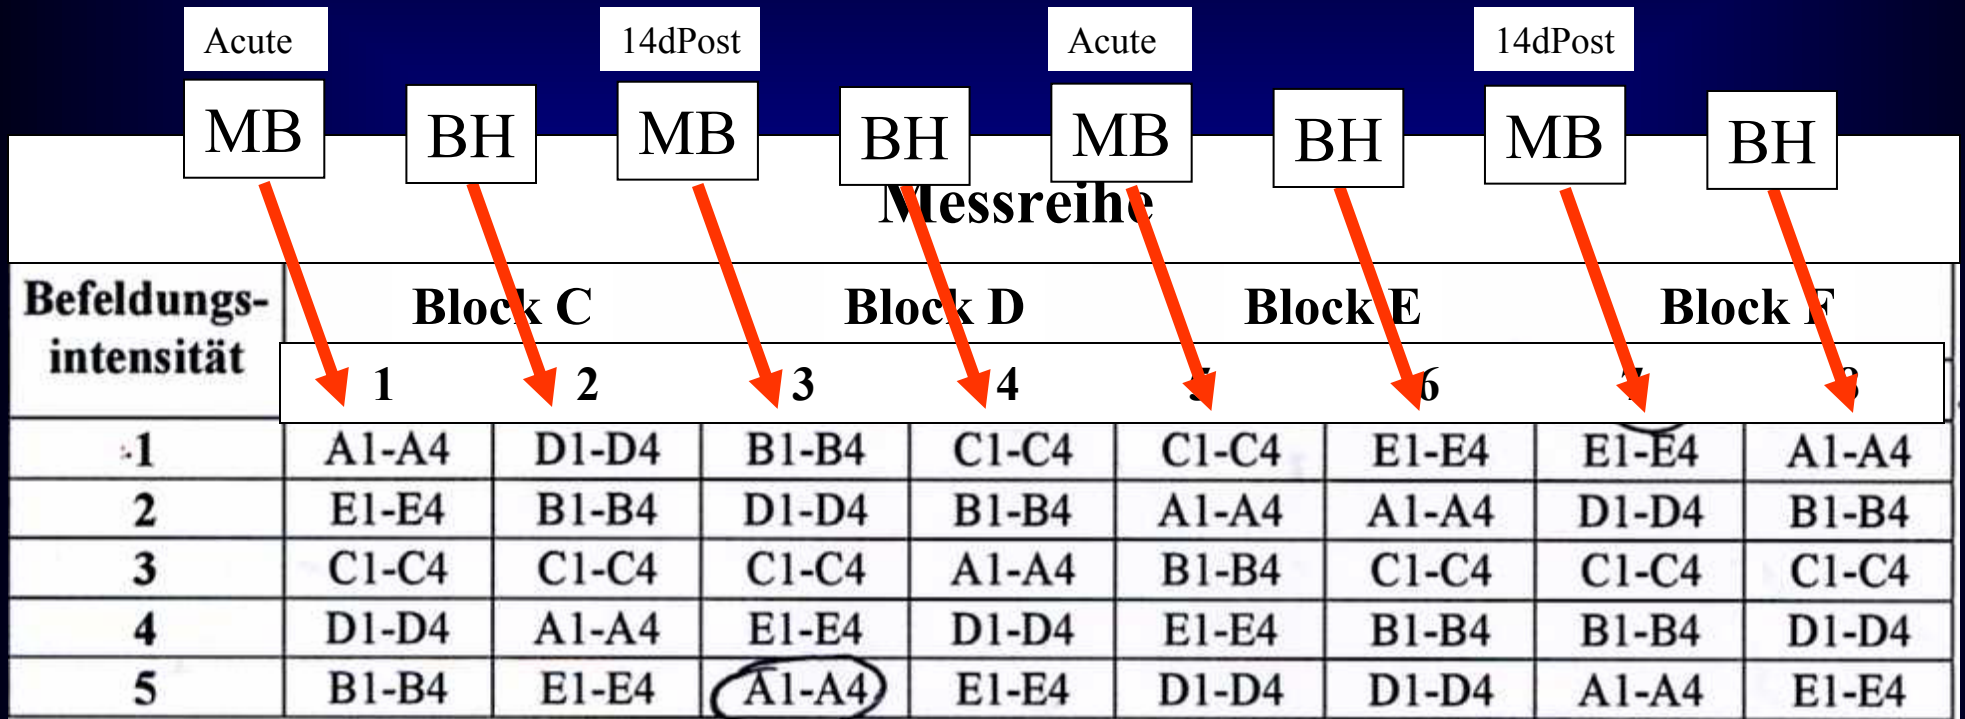 Acute 14dPost Acute 14dPost
MB BH MB BH MB BH MB BH
Messreihe
Befeldungs-
intensität
Block C Block D Block E Block F
1 2 3 4 5 6 7 8
1 A1-A4 D1-D4 B1-B4 C1-C4 C1-C4 E1-E4 E1-E4 A1-A4
2 E1-E4 B1-B4 D1-D4 B1-B4 A1-A4 A1-A4 D1-D4 B1-B4
3 C1-C4 C1-C4 C1-C4 A1-A4 B1-B4 C1-C4 C1-C4 C1-C4
4 D1-D4 A1-A4 E1-E4 D1-D4 E1-E4 B1-B4 B1-B4 D1-D4
5 B1-B4 E1-E4 A1-A4 E1-E4 D1-D4 D1-D4 A1-A4 E1-E4